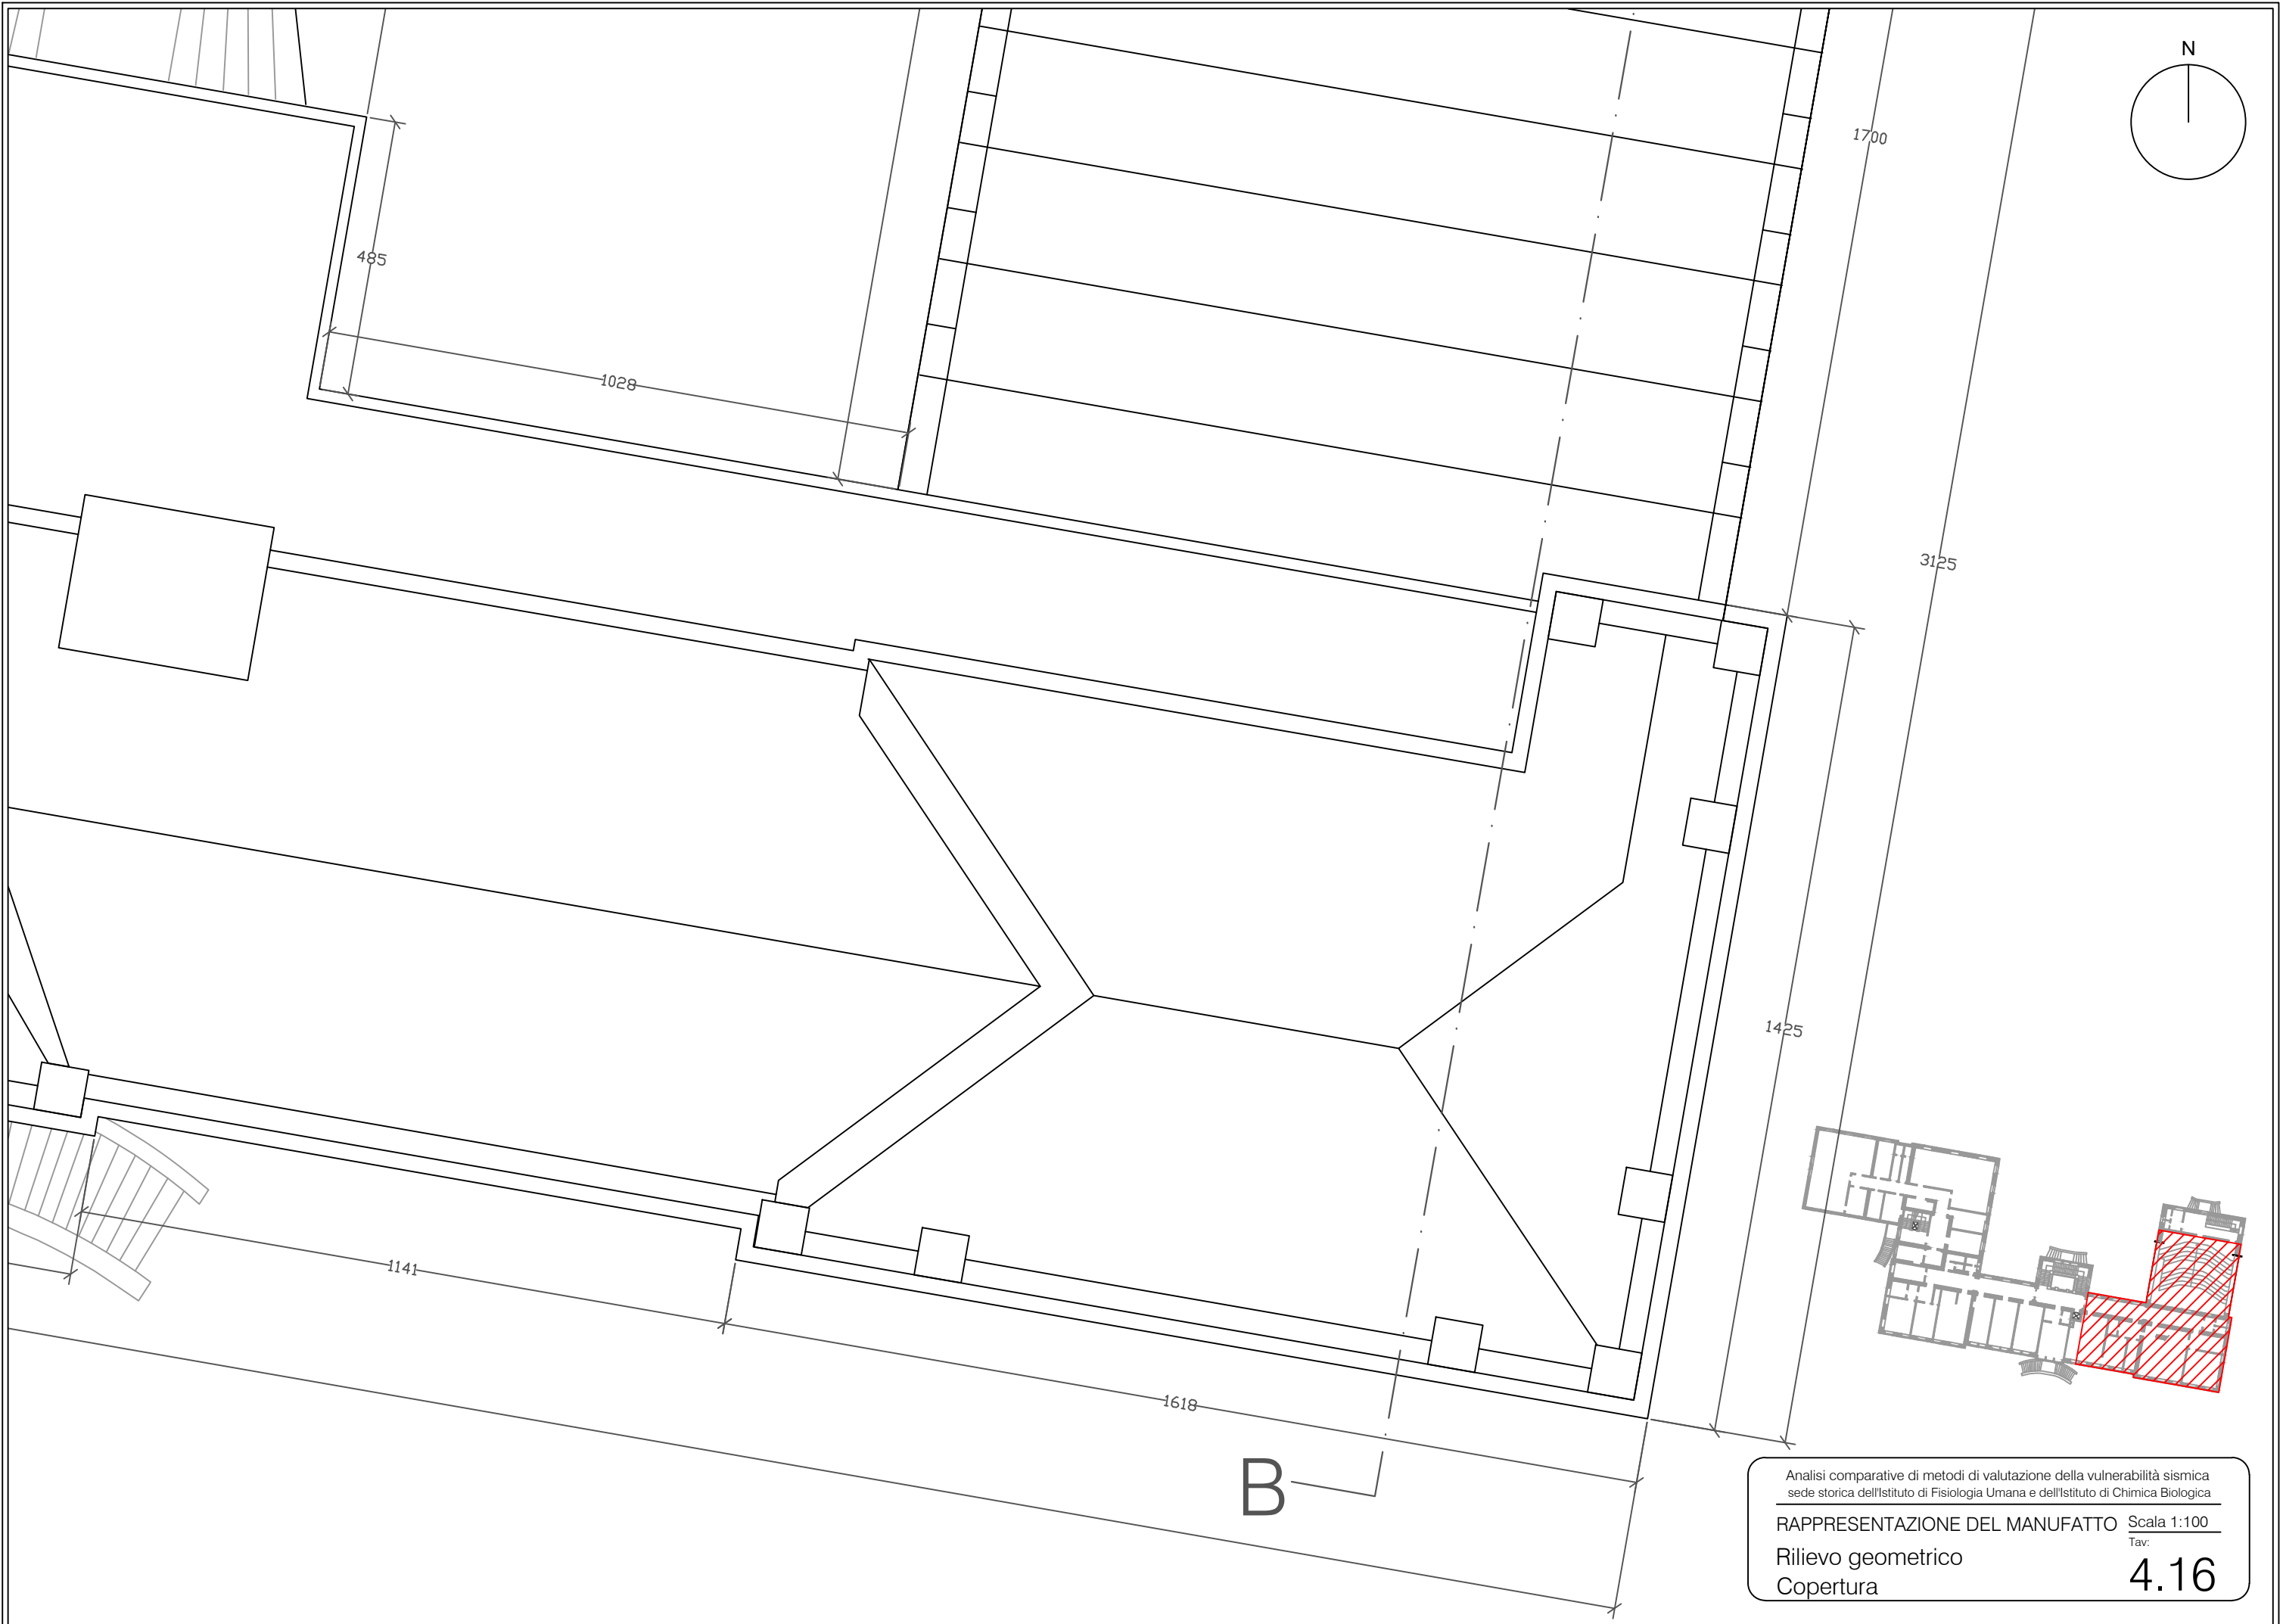 N
1700
485
1028
3125
1425
1141
1618
B
Analisi comparative di metodi di valutazione della vulnerabilità sismica
sede storica dell'Istituto di Fisiologia Umana e dell'Istituto di Chimica Biologica
RAPPRESENTAZIONE DEL MANUFATTO Scala 1:100
Tav:
Rilievo geometrico
Copertura
4.16